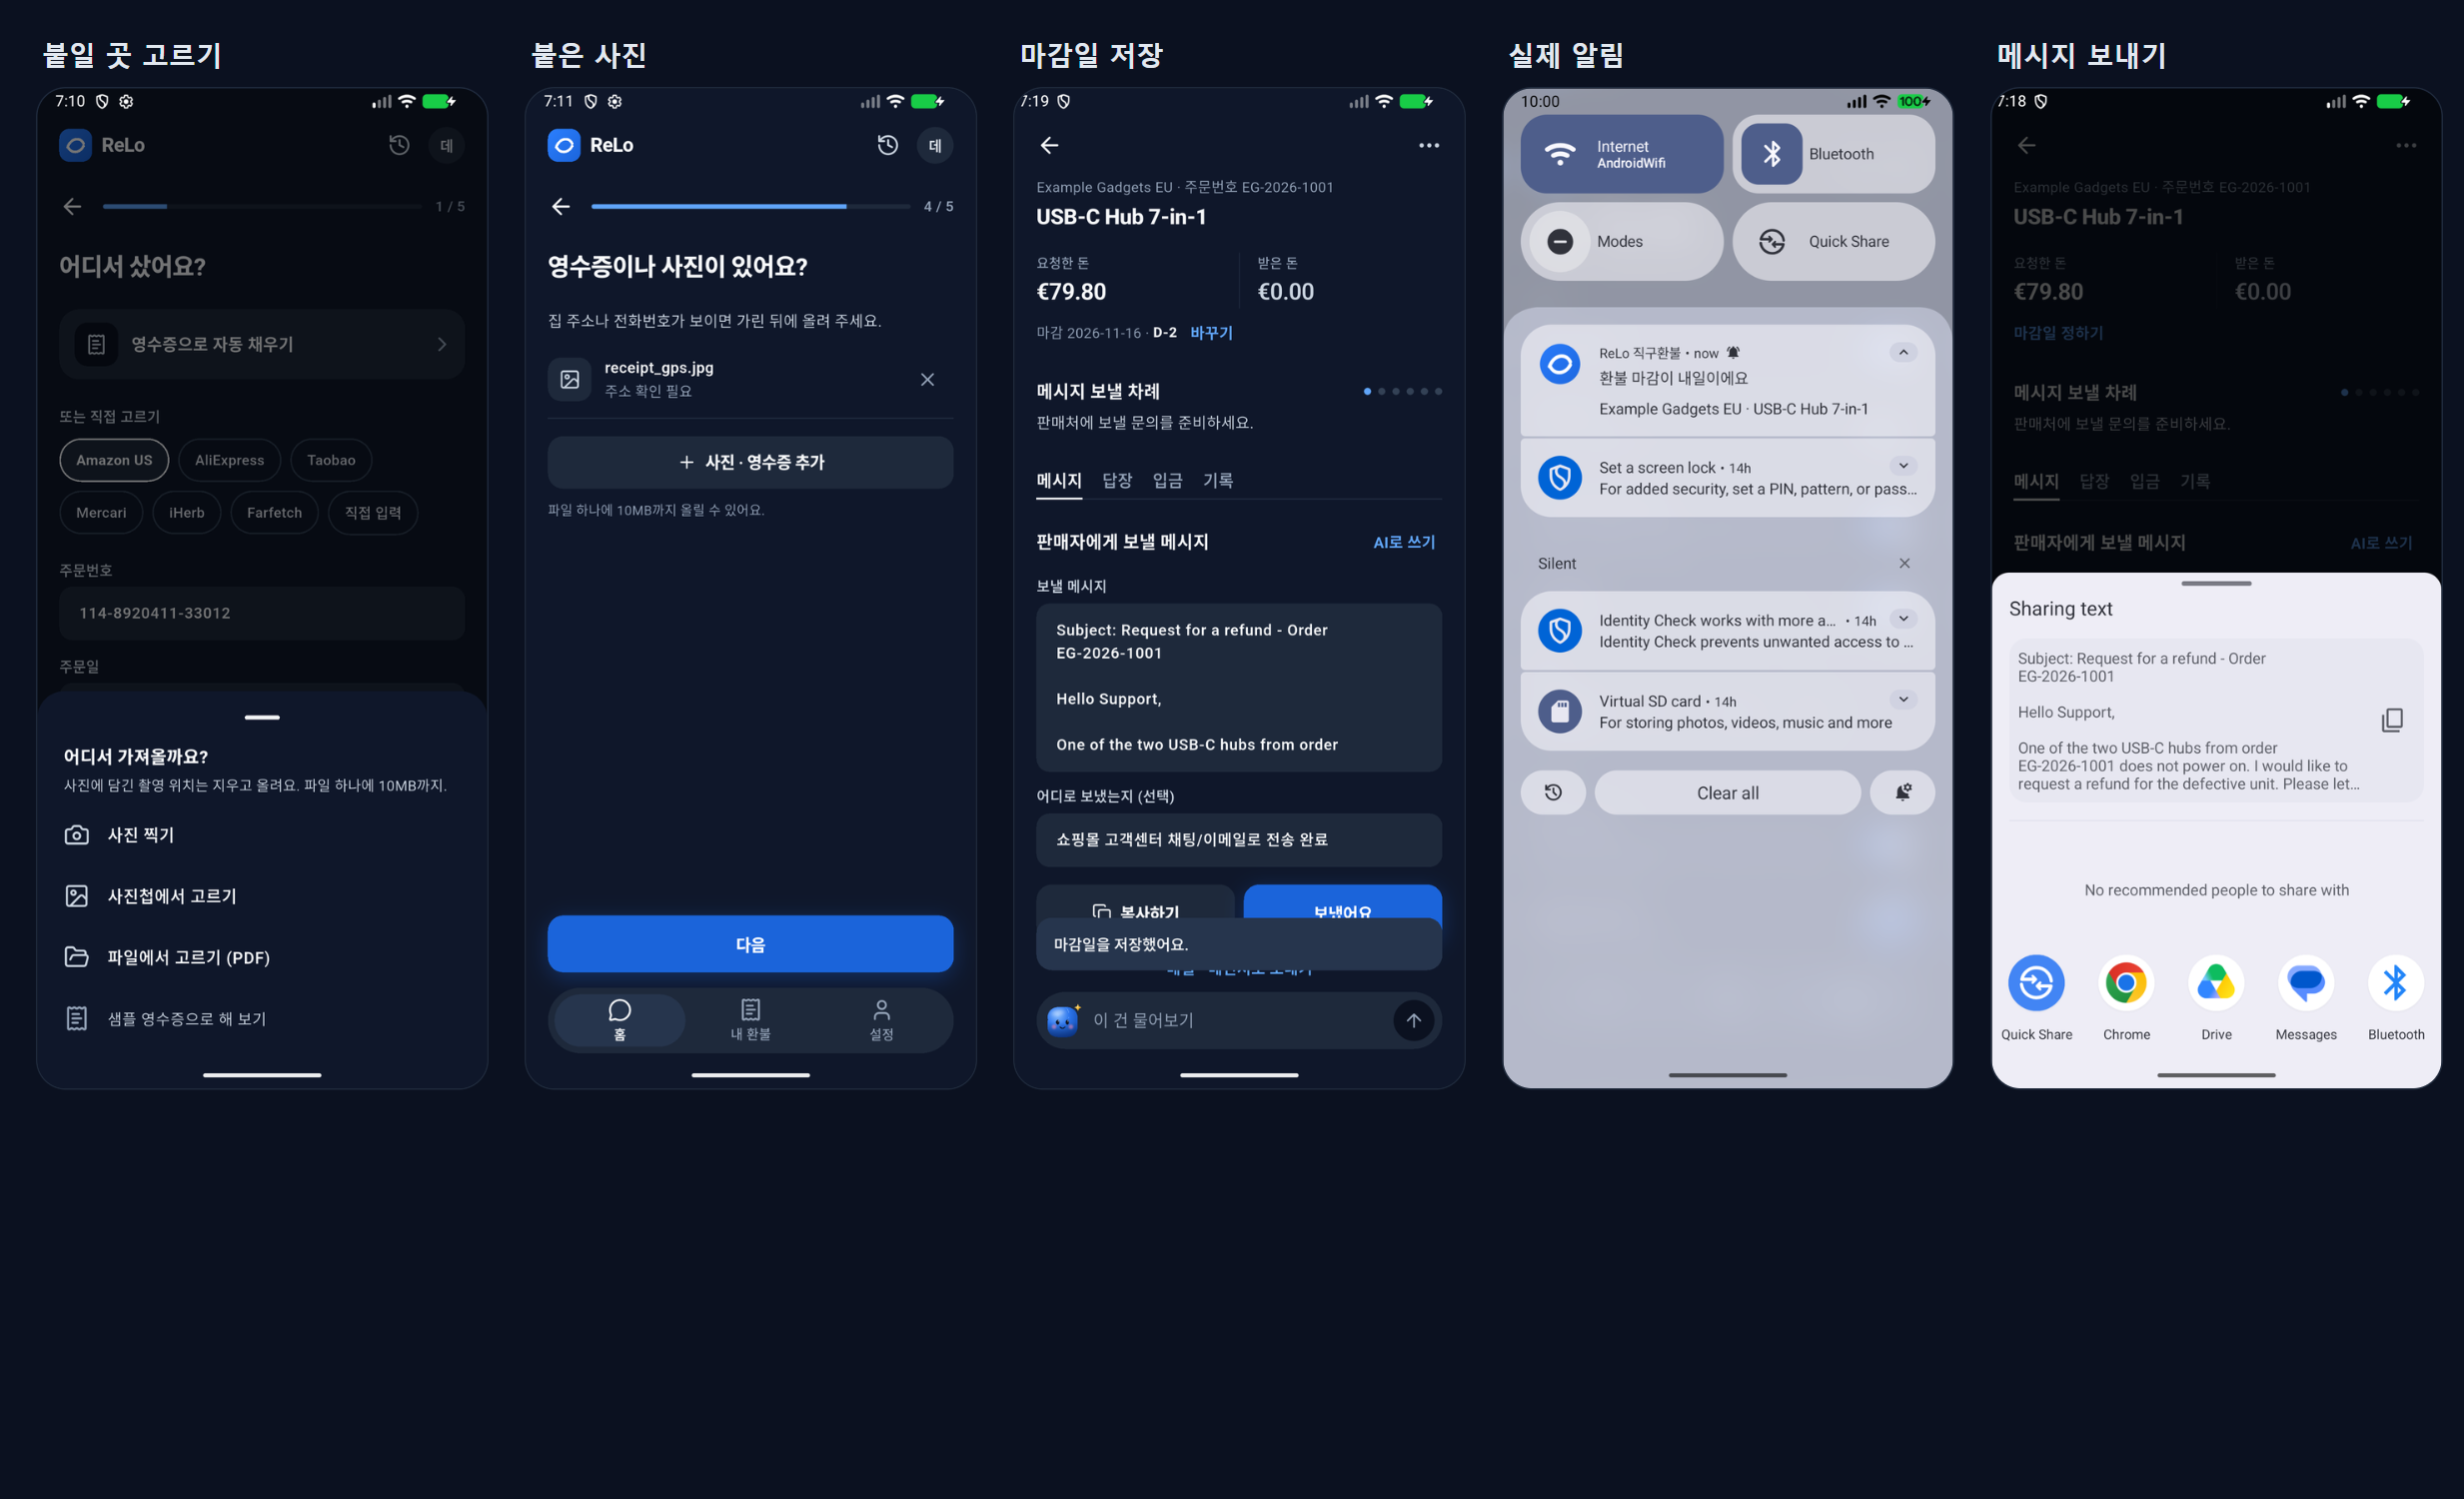 붙일 곳 고르기
7:10
ReLo
데
1 / 5
어디서 샀어요?
영수증으로 자동 채우기
또는 직접 고르기
Amazon US
AliExpress
Taobao
Mercari
iHerb
Farfetch
직접 입력
주문번호
114-8920411-33012
주문일
어디서 가져올까요?
사진에 담긴 촬영 위치는 지우고 올려요. 파일 하나에 10MB까지.
사진 찍기
사진첩에서 고르기
파일에서 고르기 (PDF)
샘플 영수증으로 해 보기
붙은 사진
7:11
ReLo
데
4 / 5
영수증이나 사진이 있어요?
집 주소나 전화번호가 보이면 가린 뒤에 올려 주세요.
receipt_gps.jpg
주소 확인 필요
사진 · 영수증 추가
파일 하나에 10MB까지 올릴 수 있어요.
다음
홈
내 환불
설정
마감일 저장
7:19
Example Gadgets EU · 주문번호 EG-2026-1001
USB-C Hub 7-in-1
요청한 돈
받은 돈
€79.80
€0.00
마감 2026-11-16 · D-2 바꾸기
메시지 보낼 차례
판매처에 보낼 문의를 준비하세요.
메시지
답장
입금
기록
판매자에게 보낼 메시지
AI로 쓰기
보낼 메시지
Subject: Request for a refund - Order
EG-2026-1001
Hello Support,
One of the two USB-C hubs from order
어디로 보냈는지 (선택)
쇼핑몰 고객센터 채팅/이메일로 전송 완료
복사하기
보냈어요
마감일을 저장했어요.
이 건 물어보기
실제 알림
10:00
100
Internet
AndroidWifi
Bluetooth
Modes
Quick Share
ReLo 직구환불 • now
환불 마감이 내일이에요
Example Gadgets EU · USB-C Hub 7-in-1
Set a screen lock • 14h
For added security, set a PIN, pattern, or pass...
Silent
Identity Check works with more a... • 14h
Identity Check prevents unwanted access to ...
Virtual SD card • 14h
For storing photos, videos, music and more
Clear all
메시지 보내기
7:18
Example Gadgets EU · 주문번호 EG-2026-1001
USB-C Hub 7-in-1
요청한 돈
받은 돈
€79.80
€0.00
마감일 정하기
메시지 보낼 차례
판매처에 보낼 문의를 준비하세요.
메시지
답장
입금
기록
판매자에게 보낼 메시지
AI로 쓰기
Sharing text
Subject: Request for a refund - Order
EG-2026-1001
Hello Support,
One of the two USB-C hubs from order
EG-2026-1001 does not power on. I would like to
request a refund for the defective unit. Please let...
No recommended people to share with
Quick Share
Chrome
Drive
Messages
Bluetooth